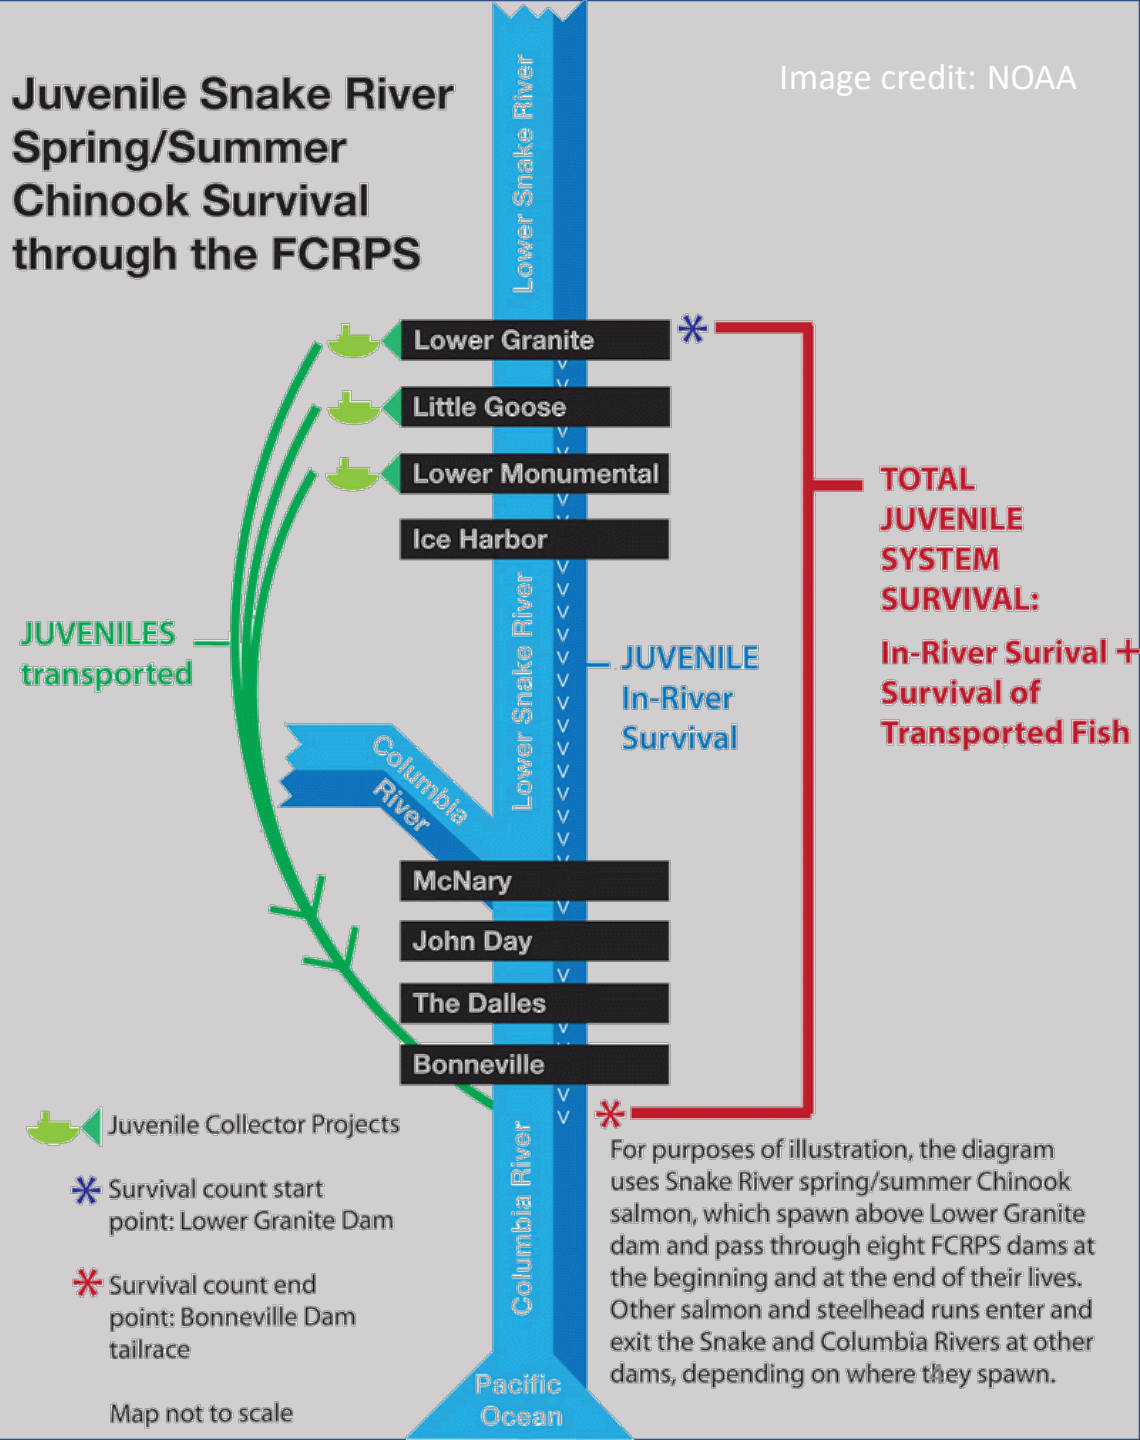 Image credit: NOAA
Juvenile Snake River
Spring/Summer
Chinook Survival
through the FCRPS
Lower Snake River
Lower Granite
Little Goose
Lower Monumental
Ice Harbor
TOTAL
JUVENILE
SYSTEM
SURVIVAL:
In-River Surival +
Survival of
Transported Fish
JUVENILES
transported
Lower Snake River
JUVENILE
In-River
Survival
Columbia
River
McNary
John Day
The Dalles
Bonneville
Columbia River
Juvenile Collector Projects
Survival count start
point: Lower Granite Dam
Survival count end
point: Bonneville Dam
tailrace
Map not to scale
For purposes of illustration, the diagram
uses Snake River spring/summer Chinook
salmon, which spawn above Lower Granite
dam and pass through eight FCRPS dams at
the beginning and at the end of their lives.
Other salmon and steelhead runs enter and
exit the Snake and Columbia Rivers at other
dams, depending on where they spawn.
Pacific
Ocean